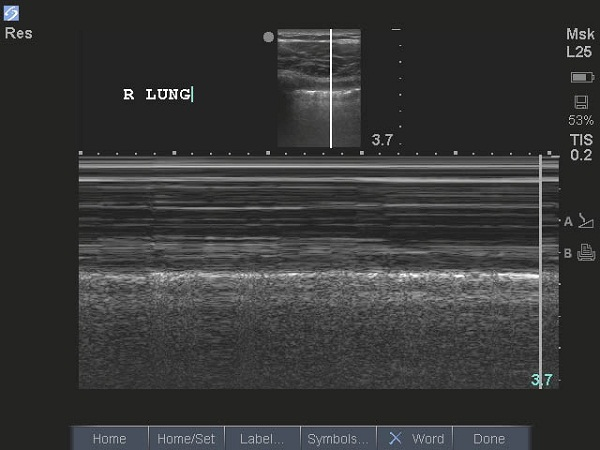 Res
Msk
L25
R LUNG
53%
3.7
TIS
0.2
A
B
3.7
Home
Home/Set
Label...
Symbols...
X Word
Done